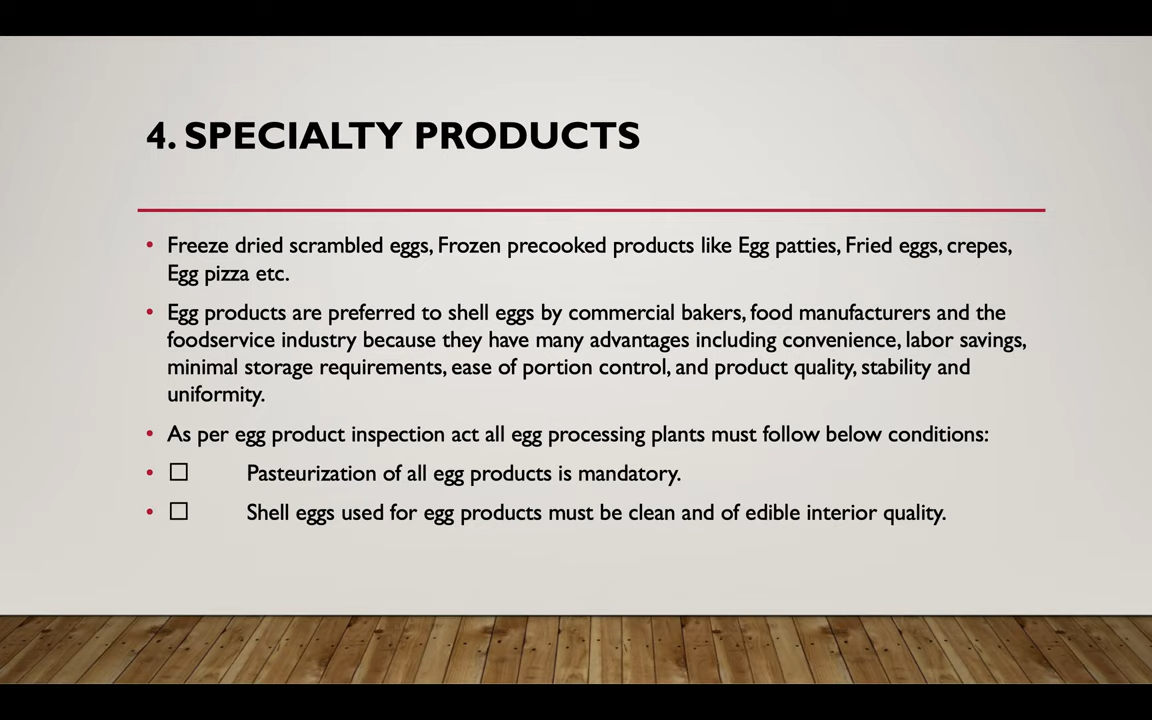 4. SPECIALTY PRODUCTS
• Freeze dried scrambled eggs, Frozen precooked products like Egg patties, Fried eggs, crepes,
Egg pizza etc.
• Egg products are preferred to shell eggs by commercial bakers, food manufacturers and the
foodservice industry because they have many advantages including convenience, labor savings,
minimal storage requirements, ease of portion control, and product quality, stability and
uniformity.
• As per egg product inspection act all egg processing plants must follow below conditions:
• ☐ Pasteurization of all egg products is mandatory.
• ☐ Shell eggs used for egg products must be clean and of edible interior quality.